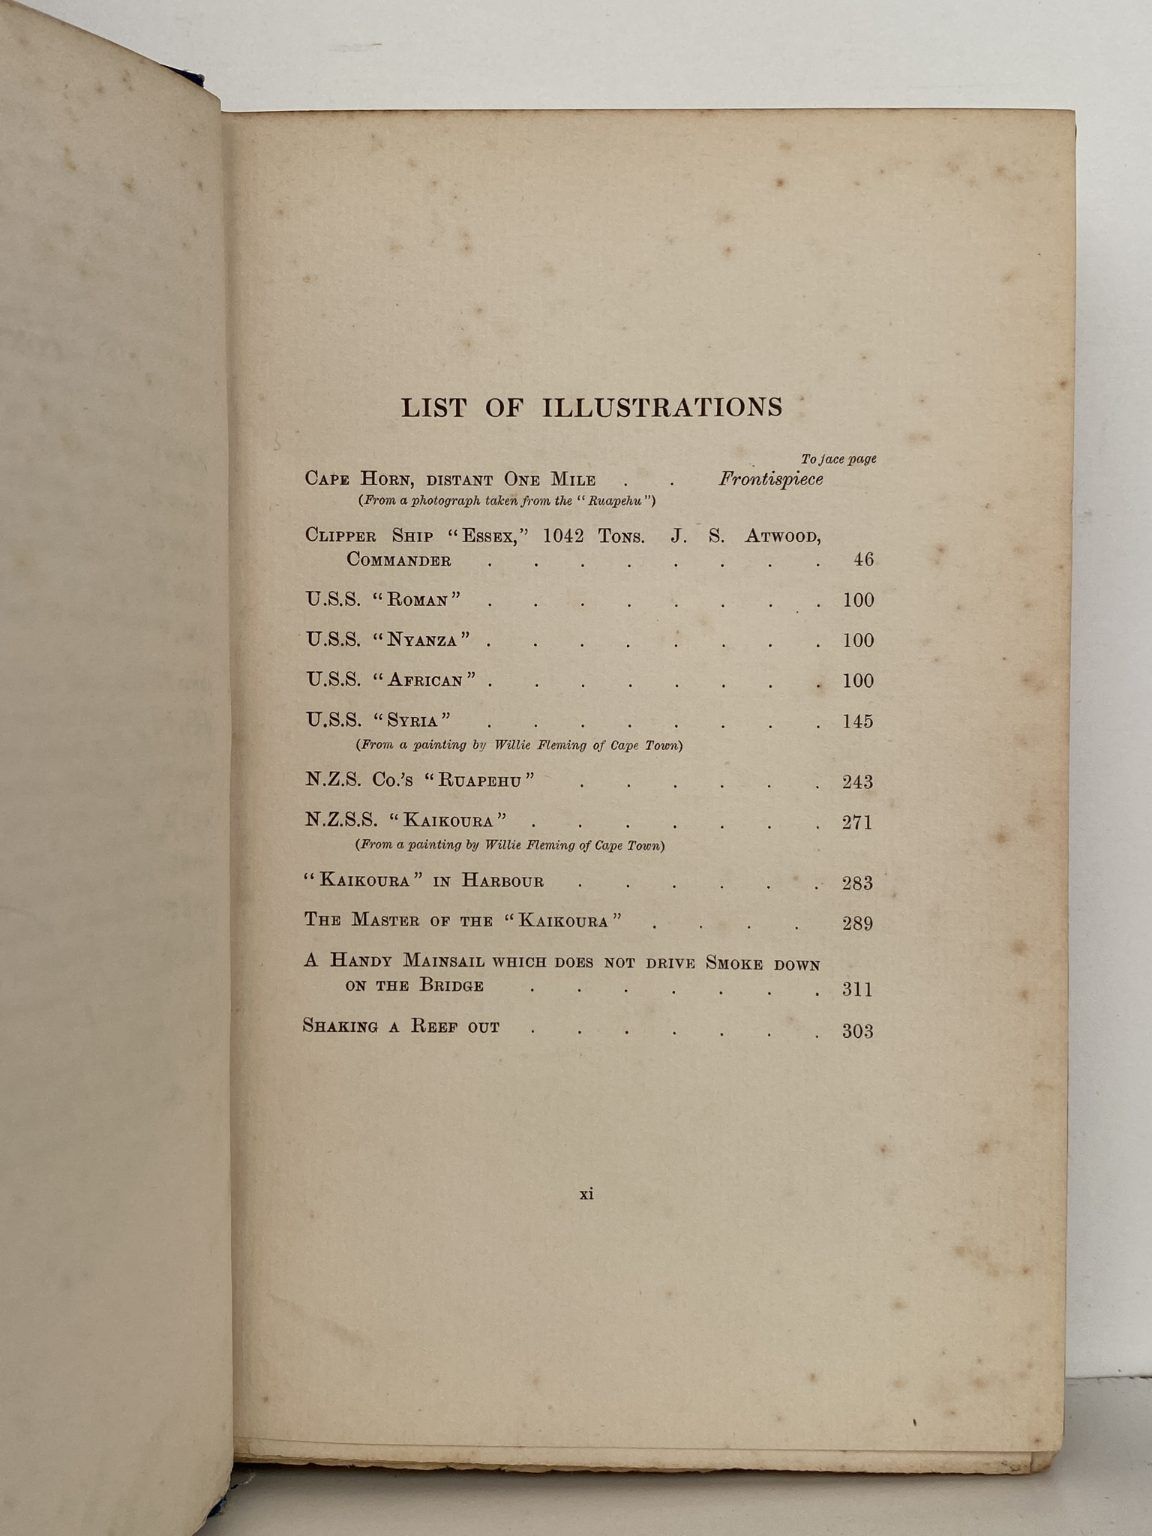 LIST OF ILLUSTRATIONS
To face page
CAPE HORN, DISTANT ONE MILE . . Frontispiece
(From a photograph taken from the "Ruapehu")
CLIPPER SHIP "ESSEX," 1042 TONS. J. S. ATWOOD,
COMMANDER . . . . . . . . 46
U.S.S. "ROMAN" . . . . . . . . 100
U.S.S. "NYANZA" . . . . . . . . 100
U.S.S. "AFRICAN" . . . . . . . . 100
U.S.S. "SYRIA" . . . . . . . . 145
(From a painting by Willie Fleming of Cape Town)
N.Z.S. CO.'S "RUAPEHU" . . . . . . 243
N.Z.S.S. "KAIKOURA" . . . . . . . 271
(From a painting by Willie Fleming of Cape Town)
"KAIKOURA" IN HARBOUR . . . . . . 283
THE MASTER OF THE "KAIKOURA" . . . . 289
A HANDY MAINSAIL WHICH DOES NOT DRIVE SMOKE DOWN
ON THE BRIDGE . . . . . . . 311
SHAKING A REEF OUT . . . . . . . 303
xi